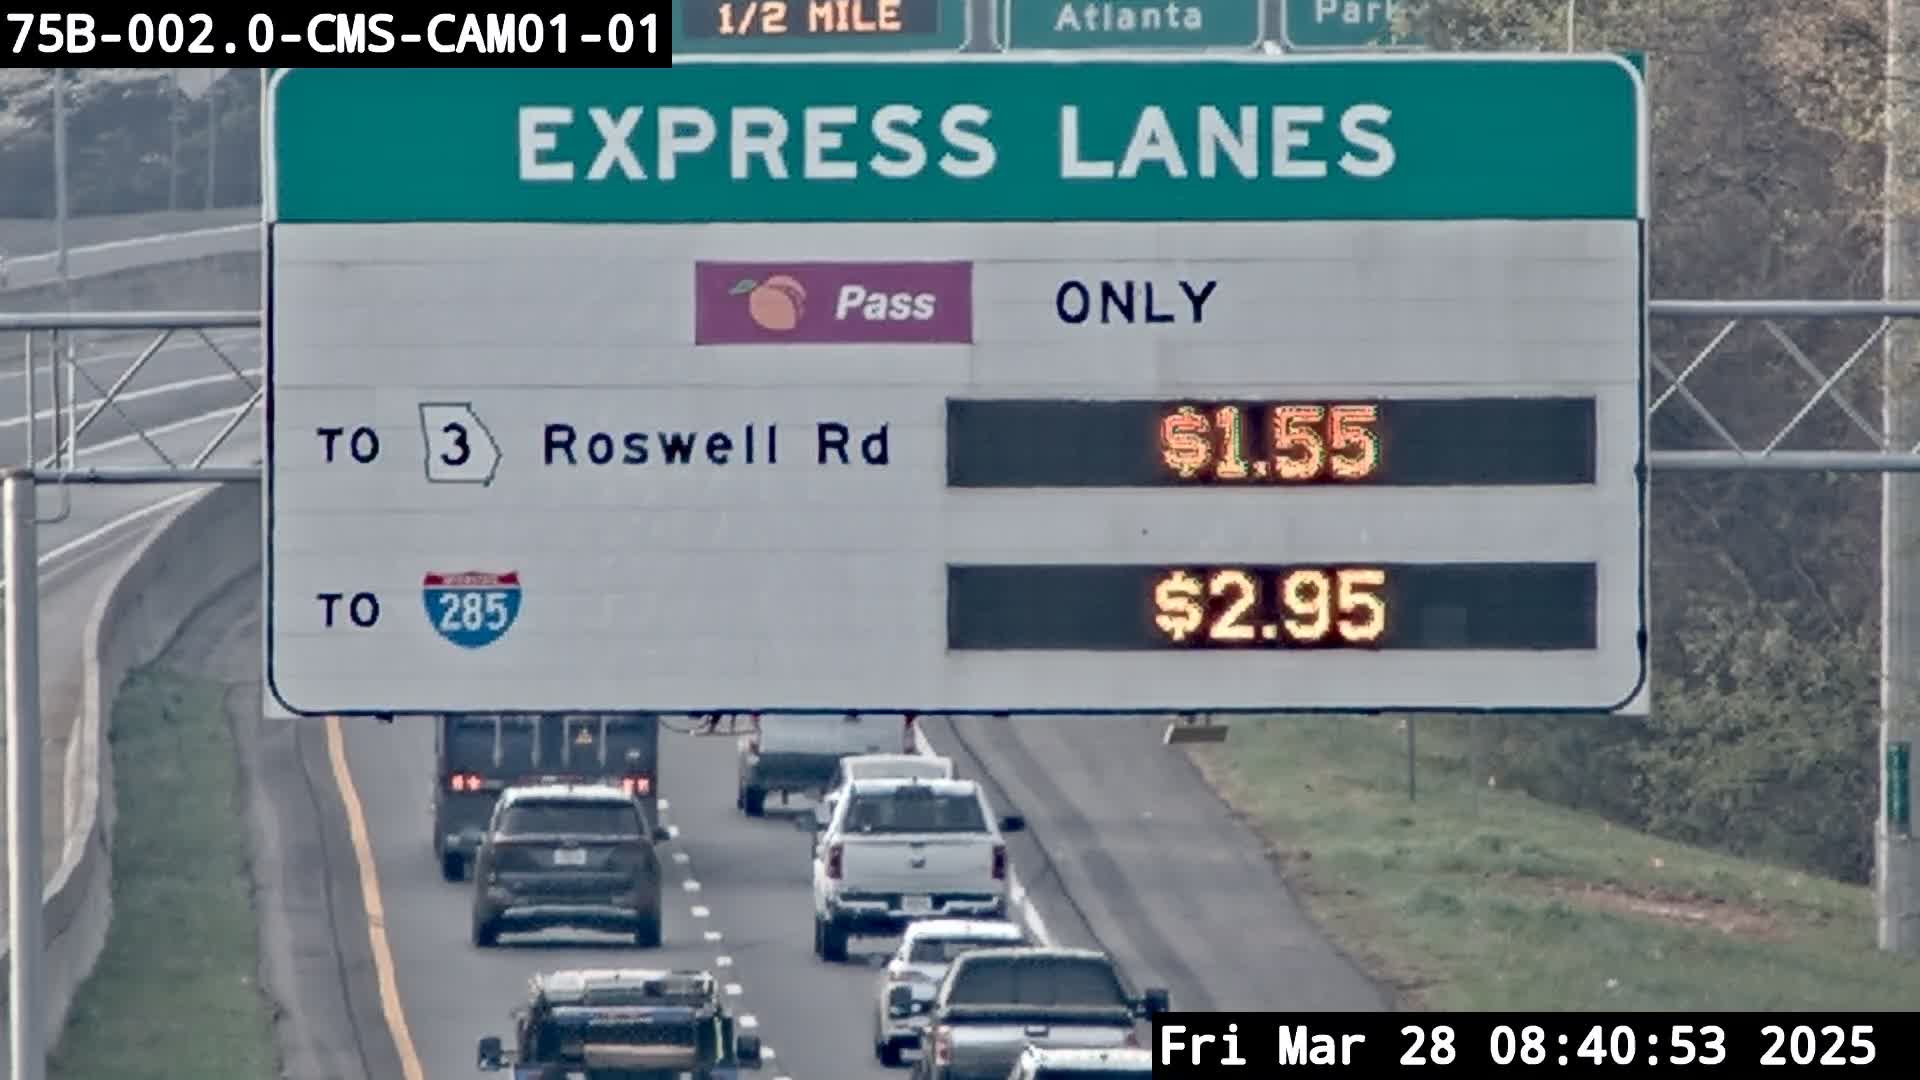 75B-002.0-CMS-CAM01-01
1/2 MILE
Atlanta
EXPRESS LANES
Pass ONLY
TO 3 Roswell Rd $1.55
TO INTERSTATE 285 $2.95
Fri Mar 28 08:40:53 2025